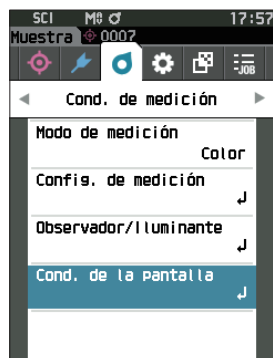 SCI M0 ♂ 17:57
Muestra 0007
-JOB
Cond. de medición
Modo de medición
Color
Config. de medición
Observador/Iluminante
Cond. de la pantalla